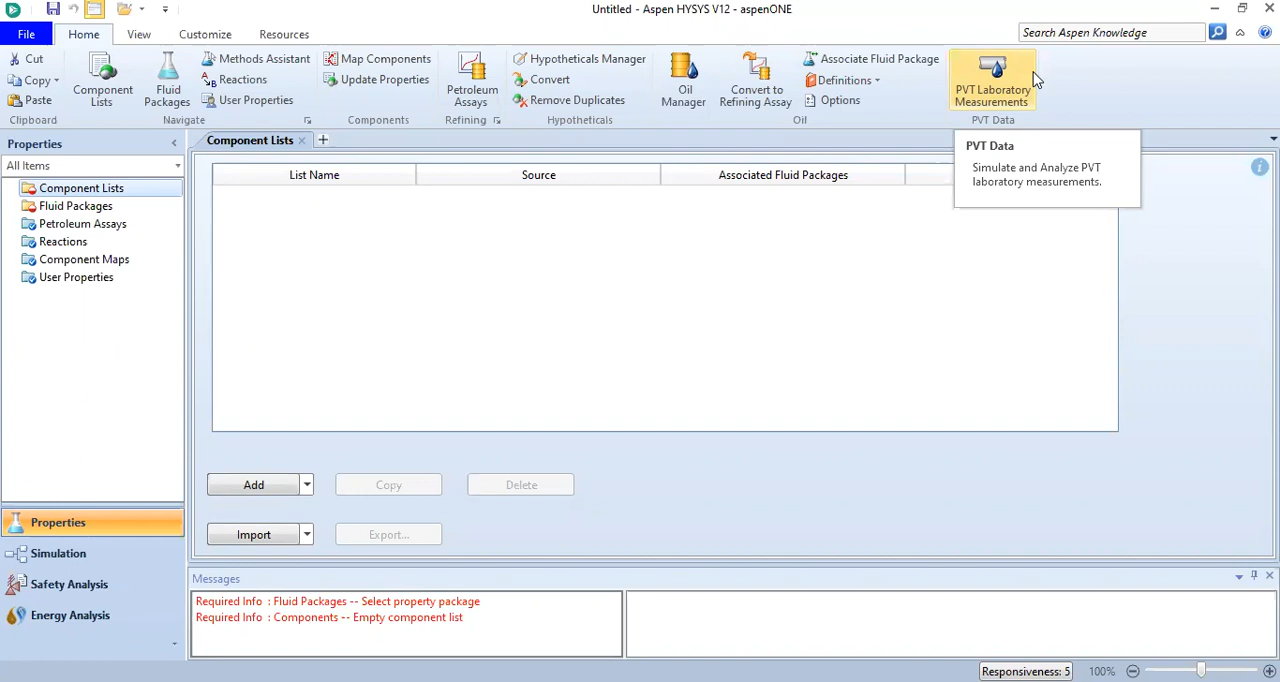 Untitled - Aspen HYSYS V12 - aspenONE
File Home View Customize Resources Search Aspen Knowledge
Cut
Copy
Paste
Clipboard
Component Lists
Fluid Packages
Methods Assistant
Reactions
User Properties
Navigate
Map Components
Update Properties
Components
Petroleum Assays
Refining
Hypotheticals Manager
Convert
Remove Duplicates
Hypotheticals
Oil Manager
Convert to Refining Assay
Associate Fluid Package
Definitions
Options
Oil
PVT Laboratory Measurements
PVT Data
Properties
All Items
Component Lists
Fluid Packages
Petroleum Assays
Reactions
Component Maps
User Properties
Properties
Simulation
Safety Analysis
Energy Analysis
Component Lists
List Name Source Associated Fluid Packages
PVT Data
Simulate and Analyze PVT
laboratory measurements.
Add Copy Delete
Import Export...
Messages
Required Info : Fluid Packages -- Select property package
Required Info : Components -- Empty component list
Responsiveness: 5 100%